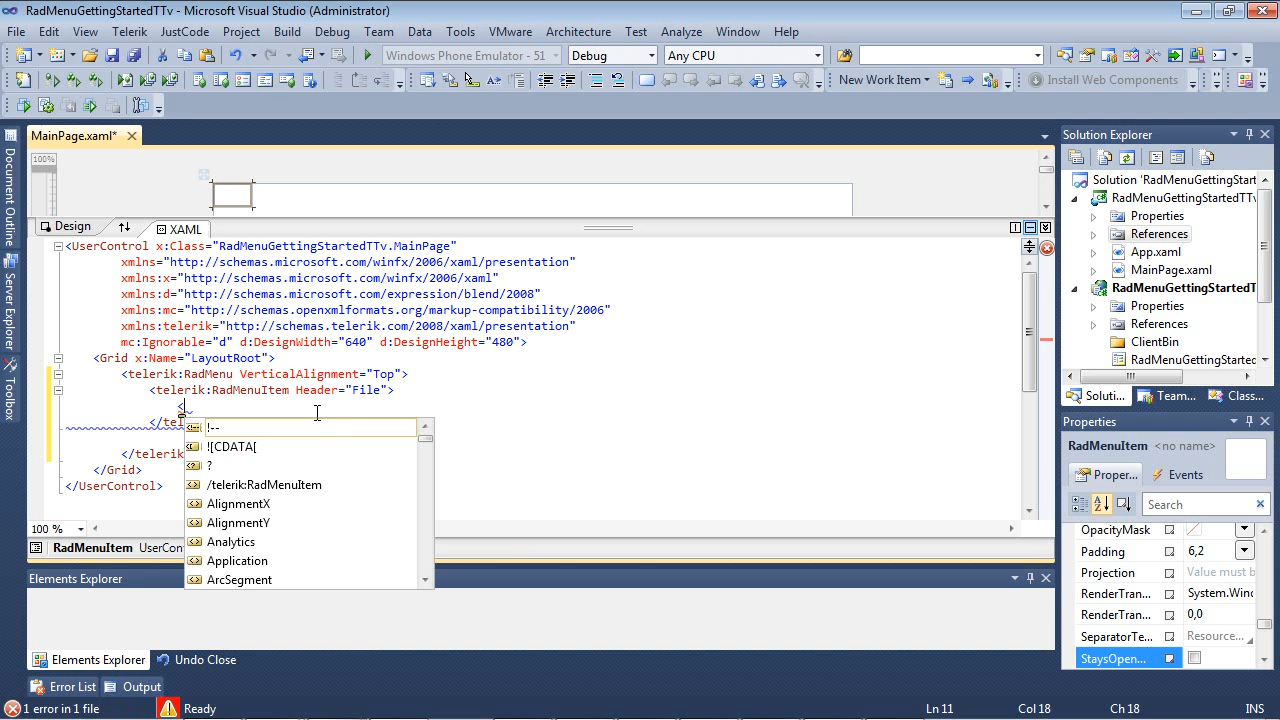 RadMenuGettingStartedTTv - Microsoft Visual Studio (Administrator)
File Edit View Telerik JustCode Project Build Debug Team Data Tools VMware Architecture Test Analyze Window Help
Windows Phone Emulator - 51 Debug Any CPU
New Work Item Install Web Components
MainPage.xaml*
Document Outline
Server Explorer
Toolbox
100%
Design XAML
<UserControl x:Class="RadMenuGettingStartedTTv.MainPage"
xmlns="http://schemas.microsoft.com/winfx/2006/xaml/presentation"
xmlns:x="http://schemas.microsoft.com/winfx/2006/xaml"
xmlns:d="http://schemas.microsoft.com/expression/blend/2008"
xmlns:mc="http://schemas.openxmlformats.org/markup-compatibility/2006"
xmlns:telerik="http://schemas.telerik.com/2008/xaml/presentation"
mc:Ignorable="d" d:DesignWidth="640" d:DesignHeight="480">
<Grid x:Name="LayoutRoot">
<telerik:RadMenu VerticalAlignment="Top">
<telerik:RadMenuItem Header="File">
<
</tel
</telerik
</Grid>
</UserControl>
!--
![CDATA[
?
/telerik:RadMenuItem
AlignmentX
AlignmentY
Analytics
Application
ArcSegment
100 %
RadMenuItem UserCont
Elements Explorer
Elements Explorer Undo Close
Error List Output
1 error in 1 file Ready Ln 11 Col 18 Ch 18 INS
Solution Explorer
Solution 'RadMenuGettingStart
RadMenuGettingStartedTTv
Properties
References
App.xaml
MainPage.xaml
RadMenuGettingStartedT
Properties
References
ClientBin
RadMenuGettingStarted
Soluti... Team... Class...
Properties
RadMenuItem <no name>
Proper... Events
Search
OpacityMask
Padding 6,2
Projection Value must b
RenderTran... System.Wind
RenderTran... 0,0
SeparatorTe... Resource...
StaysOpen...